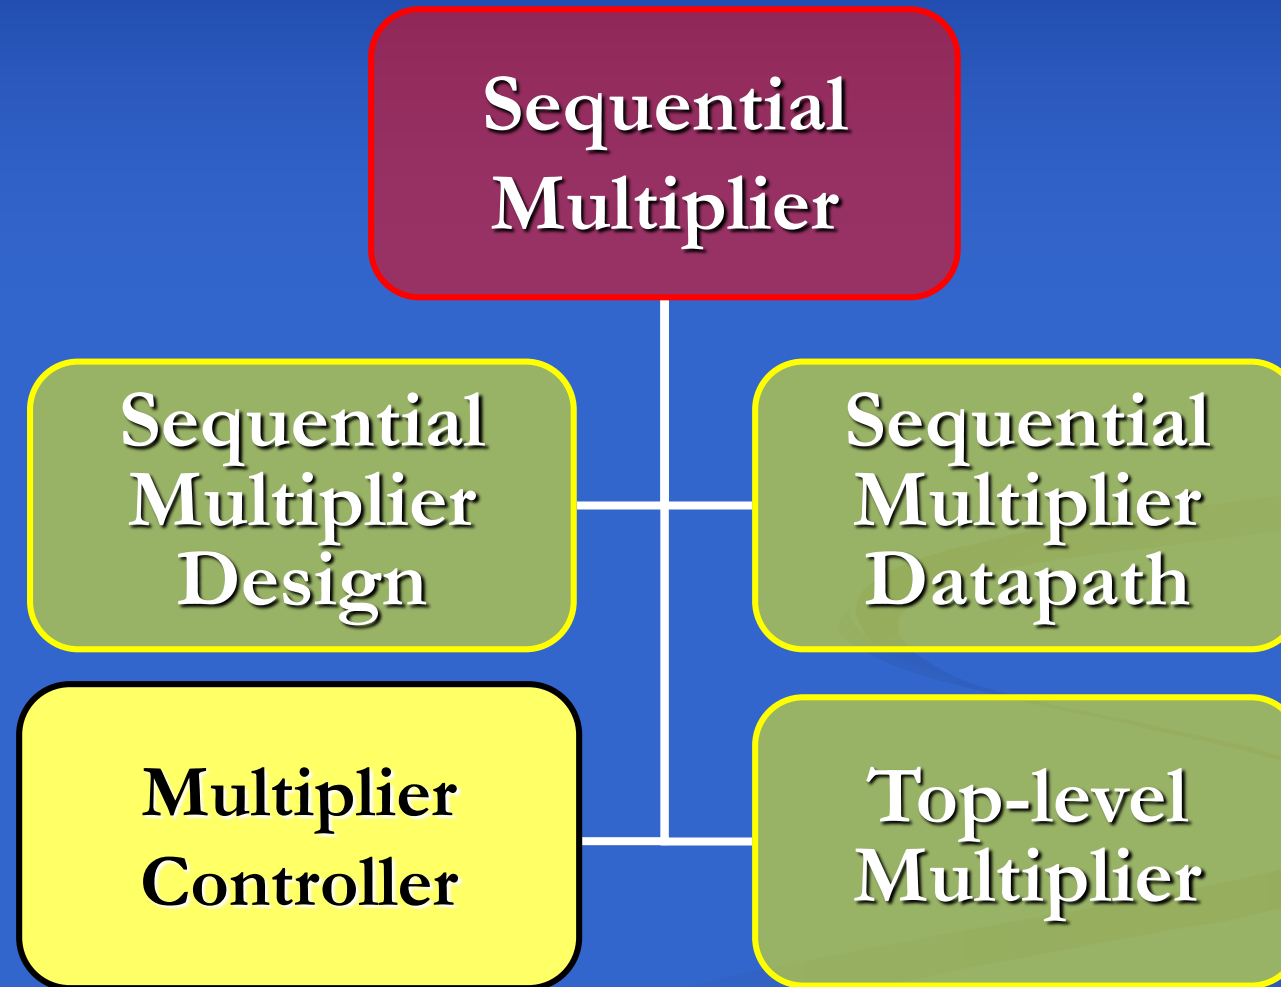 Sequential
Multiplier
Sequential
Multiplier
Design
Sequential
Multiplier
Datapath
Multiplier
Controller
Top-level
Multiplier